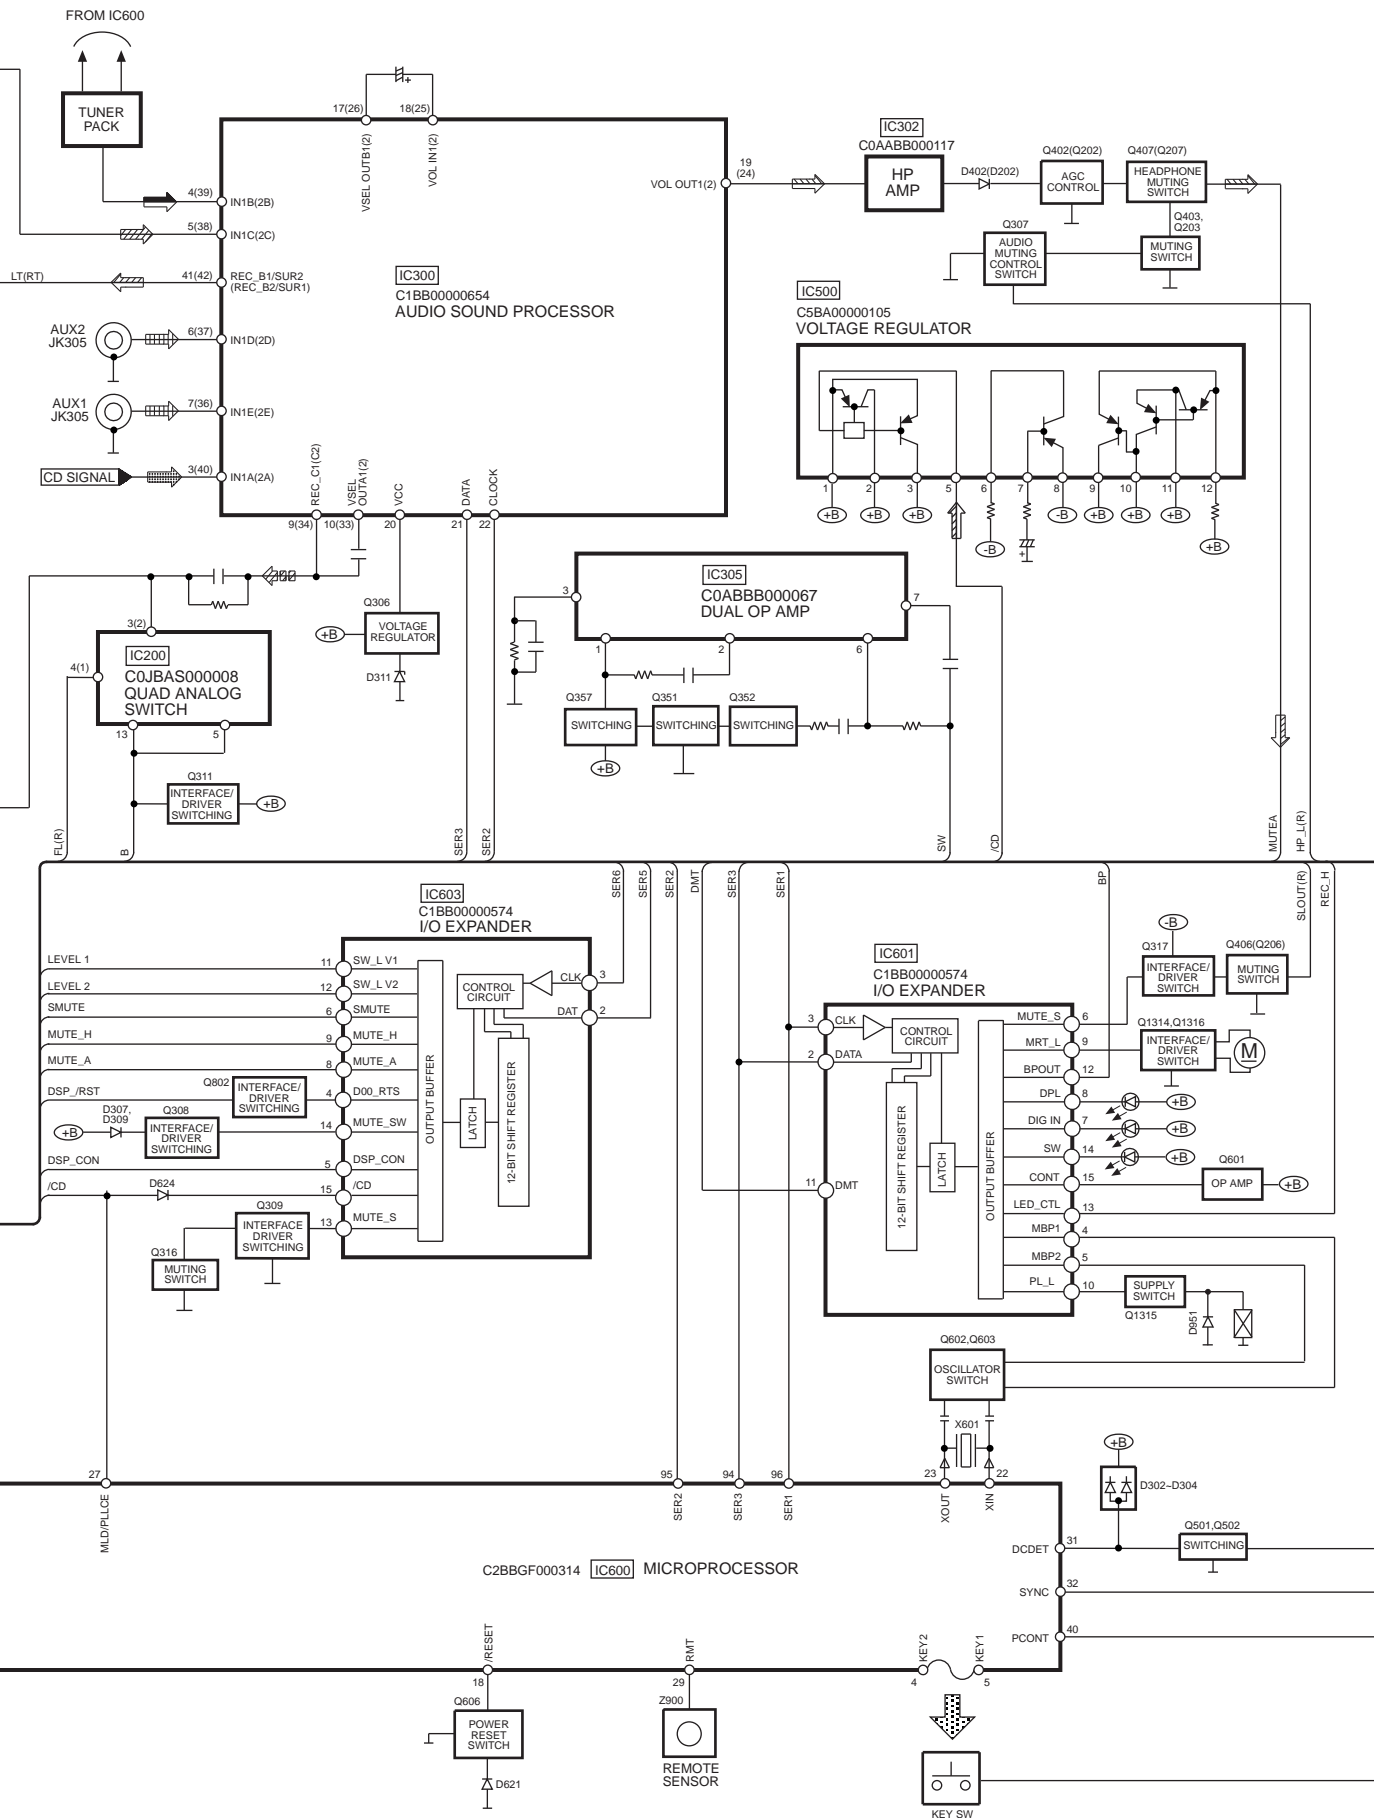 FROM IC600
TUNER
PACK
17(26)
18(25)
VSEL OUTB1(2)
VOL IN1(2)
4(39)
IN1B(2B)
5(38)
IN1C(2C)
LT(RT)
41(42)
REC_B1/SUR2
(REC_B2/SUR1)
AUX2
JK305
6(37)
IN1D(2D)
AUX1
JK305
7(36)
IN1E(2E)
CD SIGNAL
3(40)
IN1A(2A)
IC300
C1BB00000654
AUDIO SOUND PROCESSOR
VOL OUT1(2)
19
(24)
REC_C1(C2)
VSEL
OUTA1(2)
VCC
DATA
CLOCK
9(34)
10(33)
20
21
22
IC302
C0AABB000117
HP
AMP
D402(D202)
Q402(Q202)
AGC
CONTROL
Q407(Q207)
HEADPHONE
MUTING
SWITCH
Q403,
Q203
MUTING
SWITCH
Q307
AUDIO
MUTING
CONTROL
SWITCH
IC500
C5BA00000105
VOLTAGE REGULATOR
1
2
3
5
6
7
8
9
10
11
12
+B
+B
+B
-B
+
-B
+B
+B
+B
+B
3(2)
IC200
C0JBAS000008
QUAD ANALOG
SWITCH
4(1)
13
5
Q311
INTERFACE/
DRIVER
SWITCHING
+B
Q306
VOLTAGE
REGULATOR
+B
D311
IC305
C0ABBB000067
DUAL OP AMP
3
7
1
2
6
Q357
SWITCHING
+B
Q351
SWITCHING
Q352
SWITCHING
FL(R)
B
SER3
SER2
SW
/CD
MUTEA
HP_L(R)
SER6
SER5
SER2
DMT
SER3
SER1
BP
SLOUT(R)
REC_H
IC603
C1BB00000574
I/O EXPANDER
LEVEL 1
11
SW_L V1
LEVEL 2
12
SW_L V2
SMUTE
6
SMUTE
MUTE_H
9
MUTE_H
MUTE_A
8
MUTE_A
DSP_/RST
Q802
INTERFACE/
DRIVER
SWITCHING
4
D00_RTS
D307,
D309
+B
Q308
INTERFACE/
DRIVER
SWITCHING
14
MUTE_SW
DSP_CON
5
DSP_CON
/CD
D624
15
/CD
Q309
INTERFACE
DRIVER
SWITCHING
13
MUTE_S
Q316
MUTING
SWITCH
OUTPUT BUFFER
CONTROL
CIRCUIT
CLK
3
DAT
2
LATCH
12-BIT SHIFT REGISTER
IC601
C1BB00000574
I/O EXPANDER
3
CLK
2
DATA
11
DMT
CONTROL
CIRCUIT
12-BIT SHIFT REGISTER
LATCH
OUTPUT BUFFER
MUTE_S
6
MRT_L
9
BPOUT
12
DPL
8
+B
DIG IN
7
+B
SW
14
+B
CONT
15
Q601
OP AMP
+B
LED_CTL
13
MBP1
4
MBP2
5
PL_L
10
-B
Q317
INTERFACE/
DRIVER
SWITCH
Q406(Q206)
MUTING
SWITCH
Q1314,Q1316
INTERFACE/
DRIVER
SWITCH
M
SUPPLY
SWITCH
Q1315
D951
Q602,Q603
OSCILLATOR
SWITCH
X601
23
22
XOUT
XIN
+B
D302~D304
27
MLD/PLLCE
95
SER2
94
SER3
96
SER1
C2BBGF000314 IC600 MICROPROCESSOR
DCDET
31
Q501,Q502
SWITCHING
SYNC
32
PCONT
40
/RESET
18
Q606
POWER
RESET
SWITCH
D621
RMT
29
Z900
REMOTE
SENSOR
KEY2
4
KEY1
5
KEY SW